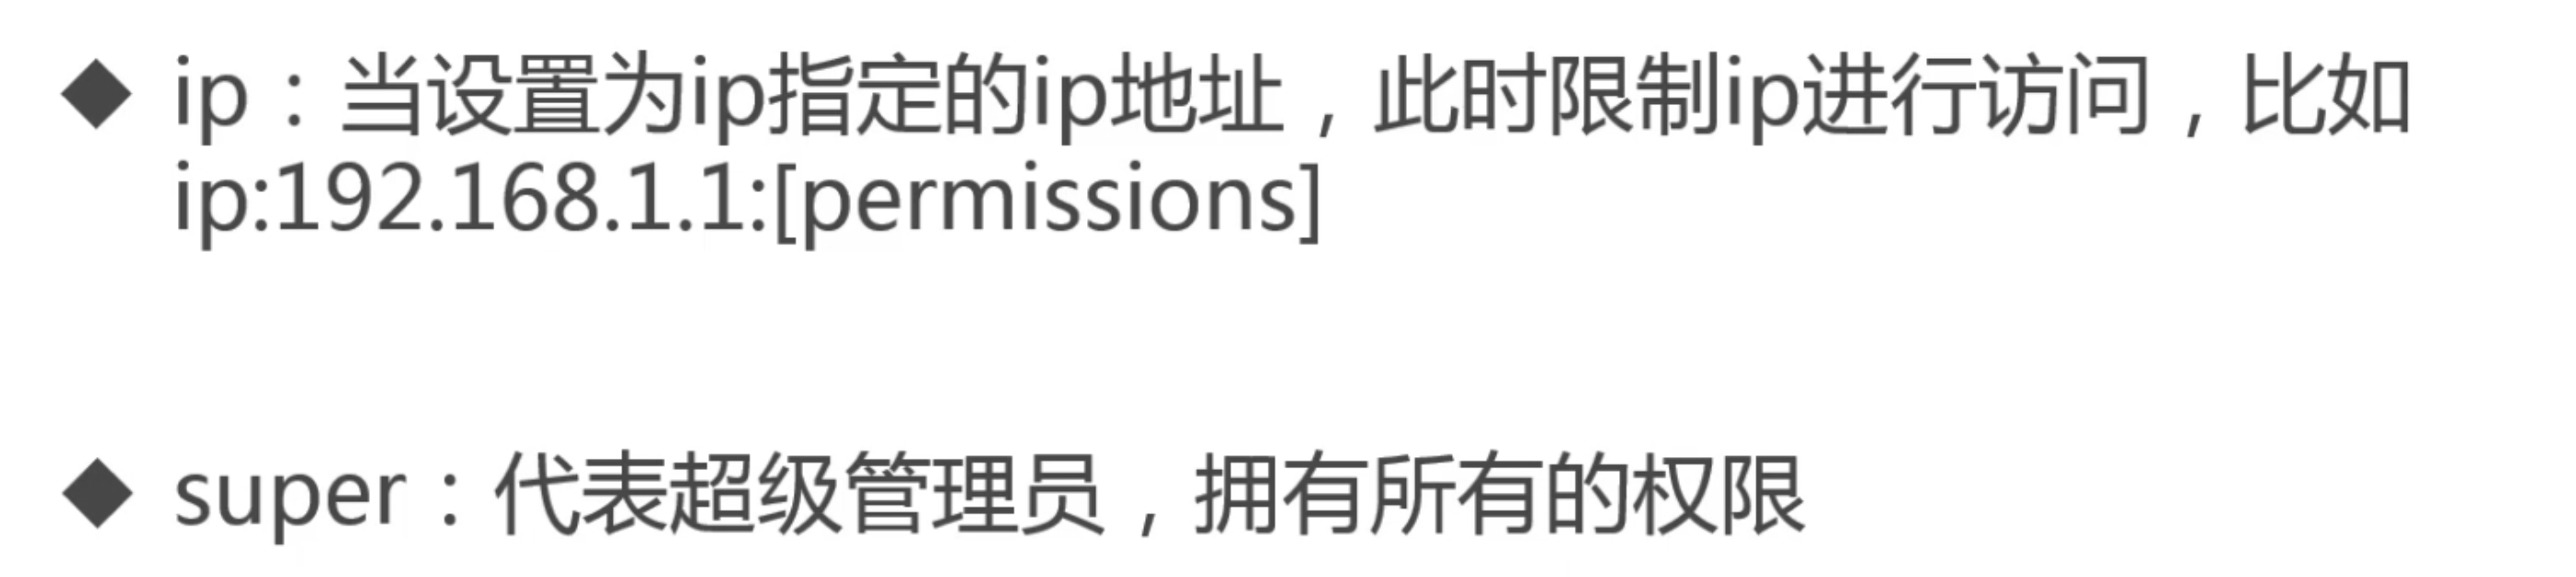 ◆ ip：当设置为ip指定的ip地址，此时限制ip进行访问，比如
ip:192.168.1.1:[permissions]
◆ super：代表超级管理员，拥有所有的权限